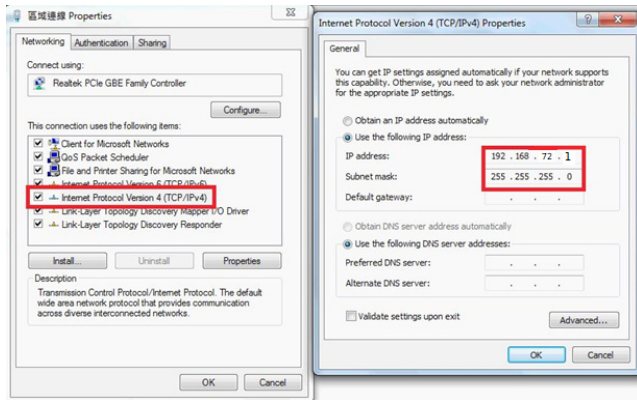 區域連線 Properties
Networking Authentication Sharing
Connect using:
Realtek PCIe GBE Family Controller
Configure...
This connection uses the following items:
Client for Microsoft Networks
QoS Packet Scheduler
File and Printer Sharing for Microsoft Networks
Internet Protocol Version 6 (TCP/IPv6)
Internet Protocol Version 4 (TCP/IPv4)
Link-Layer Topology Discovery Mapper I/O Driver
Link-Layer Topology Discovery Responder
Install... Uninstall Properties
Description
Transmission Control Protocol/Internet Protocol. The default
wide area network protocol that provides communication
across diverse interconnected networks.
OK Cancel
Internet Protocol Version 4 (TCP/IPv4) Properties
General
You can get IP settings assigned automatically if your network supports
this capability. Otherwise, you need to ask your network administrator
for the appropriate IP settings.
Obtain an IP address automatically
Use the following IP address:
IP address: 192 . 168 . 72 . 1
Subnet mask: 255 . 255 . 255 . 0
Default gateway: . . .
Obtain DNS server address automatically
Use the following DNS server addresses:
Preferred DNS server: . . .
Alternate DNS server: . . .
Validate settings upon exit
Advanced...
OK Cancel